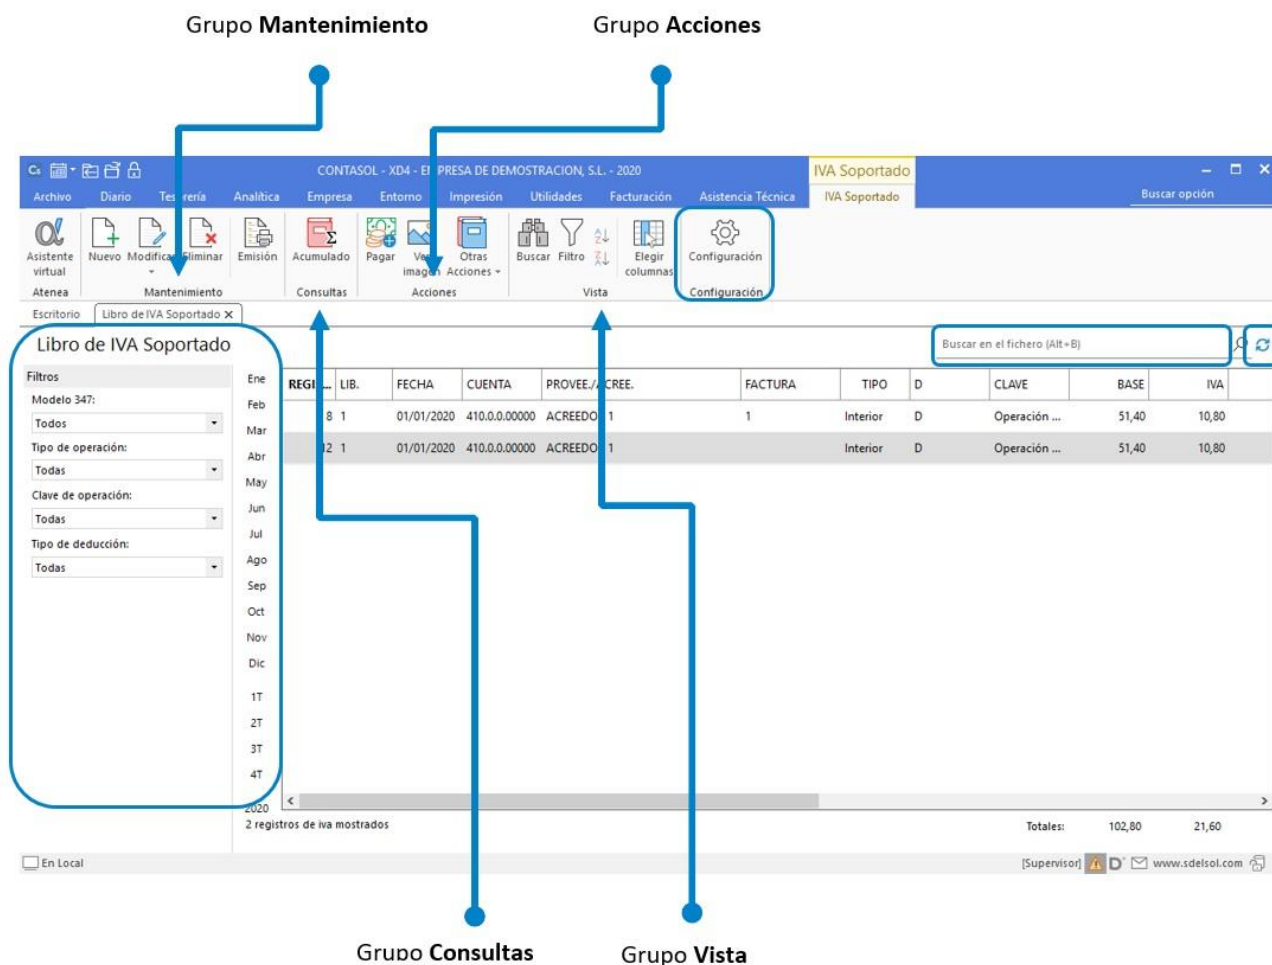 Grupo Mantenimiento Grupo Acciones
CONTASOL - XD4 - EMPRESA DE DEMOSTRACION, S.L. - 2020 IVA Soportado
Archivo Diario Tesorería Analítica Empresa Entorno Impresión Utilidades Facturación Asistencia Técnica IVA Soportado Buscar opción
Asistente virtual Nuevo Modificar Eliminar Emisión Acumulado Pagar Ver imagen Otras Acciones Buscar Filtro Elegir columnas Configuración
Atenea Mantenimiento Consultas Acciones Vista Configuración
Escritorio Libro de IVA Soportado X
Libro de IVA Soportado
Buscar en el fichero (Alt+B)
Filtros
Modelo 347:
Todos
Tipo de operación:
Todas
Clave de operación:
Todas
Tipo de deducción:
Todas
Ene
Feb
Mar
Abr
May
Jun
Jul
Ago
Sep
Oct
Nov
Dic
1T
2T
3T
4T
2020
REGI... LIB. FECHA CUENTA PROVEE./ACREE. FACTURA TIPO D CLAVE BASE IVA
8 1 01/01/2020 410.0.0.00000 ACREEDOR 1 1 Interior D Operación ... 51,40 10,80
12 1 01/01/2020 410.0.0.00000 ACREEDOR 1 Interior D Operación ... 51,40 10,80
2 registros de iva mostrados Totales: 102,80 21,60
En Local [Supervisor] www.sdelsol.com
Grupo Consultas Grupo Vista